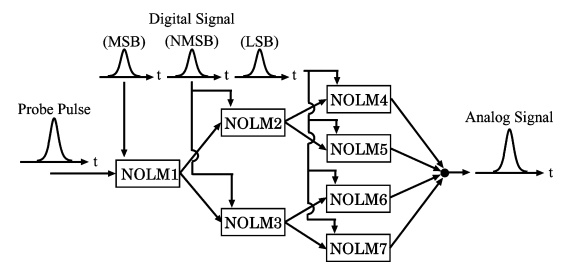 Digital Signal
(MSB)
(NMSB)
(LSB)
t
t
t
Probe Pulse
t
NOLM1
NOLM2
NOLM3
NOLM4
NOLM5
NOLM6
NOLM7
Analog Signal
t